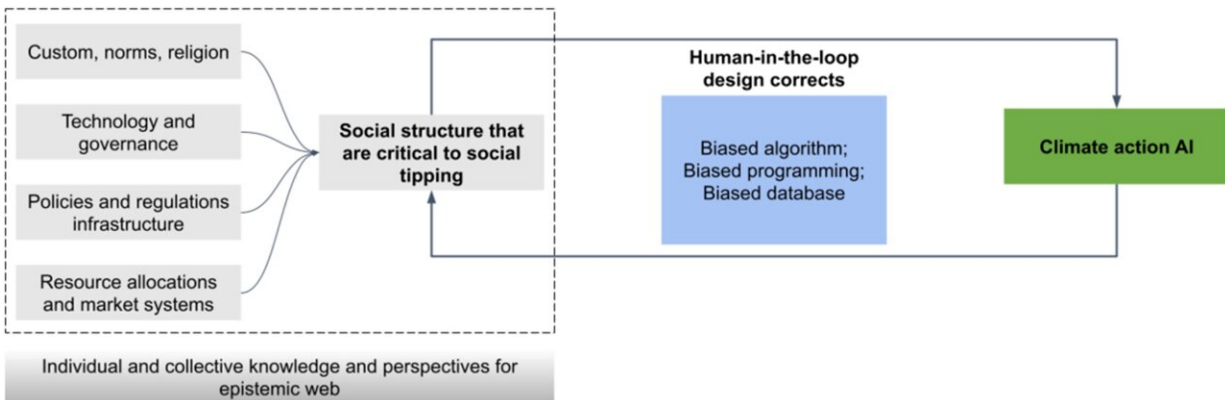 Custom, norms, religion
Technology and
governance
Policies and regulations
infrastructure
Resource allocations
and market systems
Social structure that
are critical to social
tipping
Human-in-the-loop
design corrects
Biased algorithm;
Biased programming;
Biased database
Climate action AI
Individual and collective knowledge and perspectives for
epistemic web